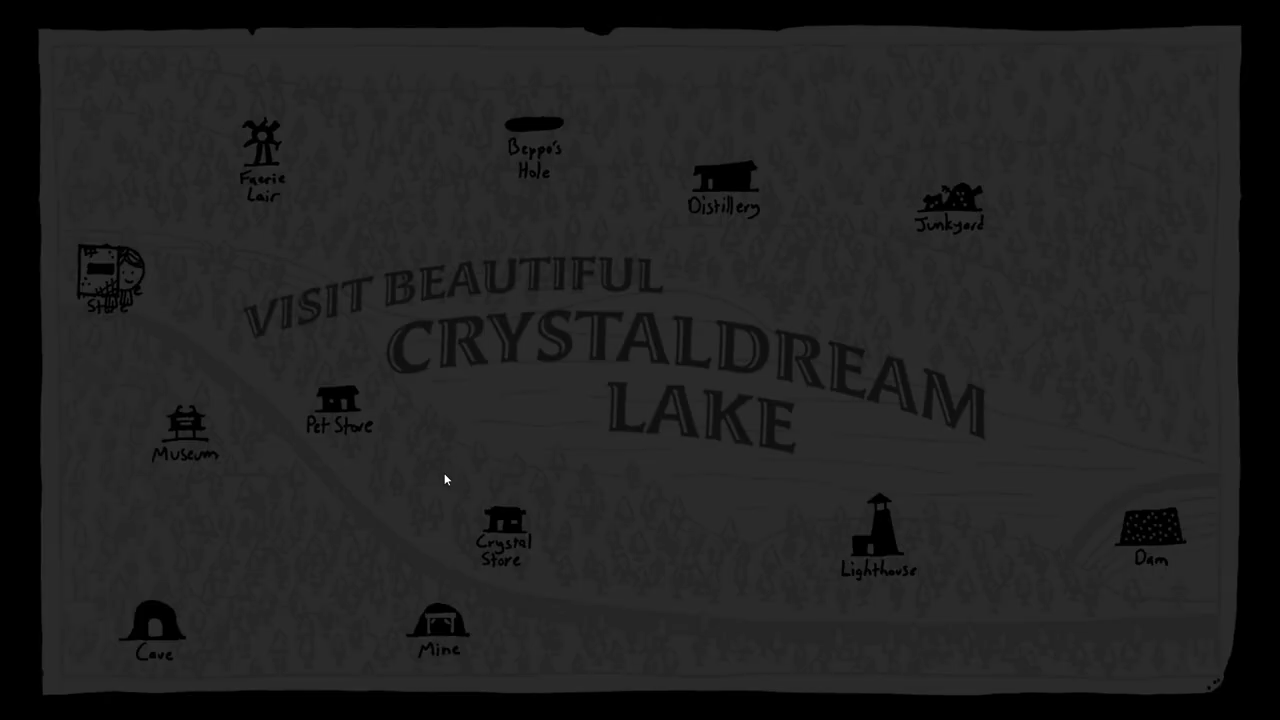 Faerie
Lair
Beppo's
Hole
Distillery
Junkyard
VISIT BEAUTIFUL
CRYSTALDREAM
LAKE
Pet Store
Museum
Crystal
Store
Lighthouse
Dam
Cave
Mine